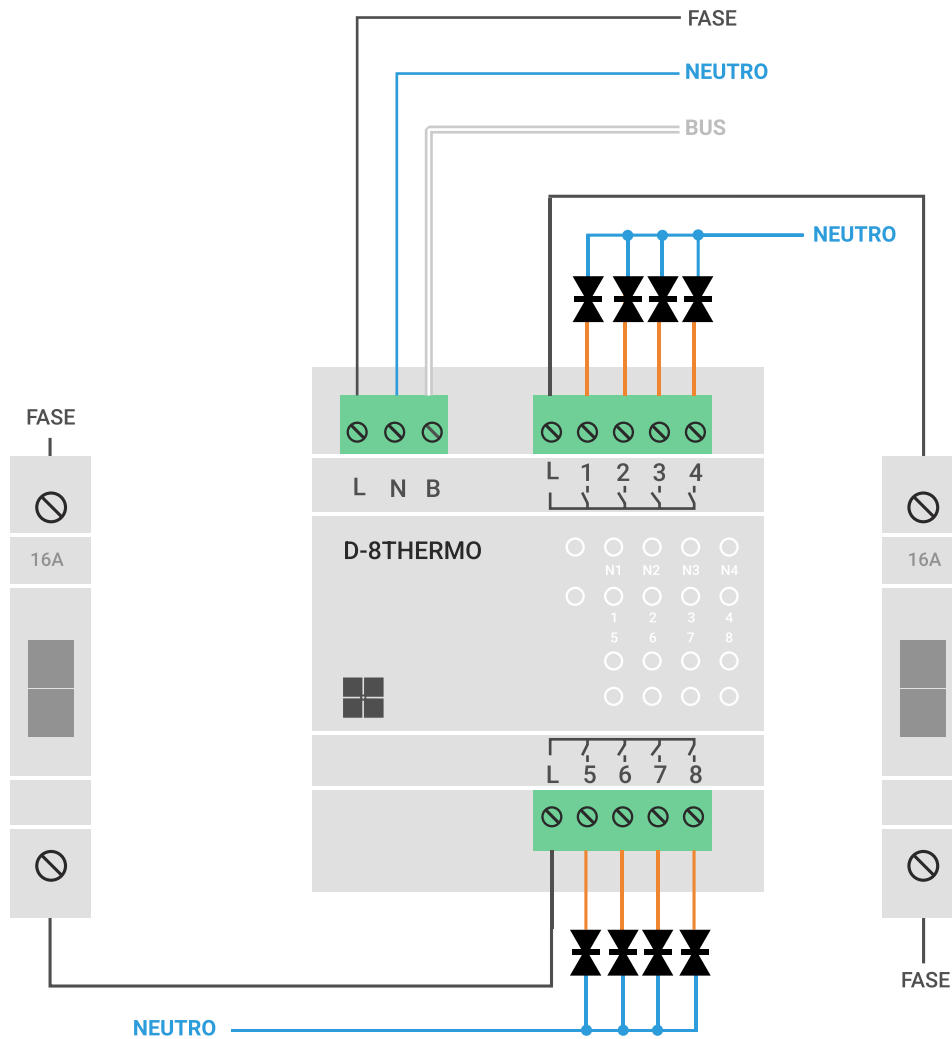 FASE
NEUTRO
BUS
NEUTRO
FASE
L N B
L 1 2 3 4
16A
16A
D-8THERMO
N1 N2 N3 N4
1 2 3 4
5 6 7 8
L 5 6 7 8
FASE
NEUTRO